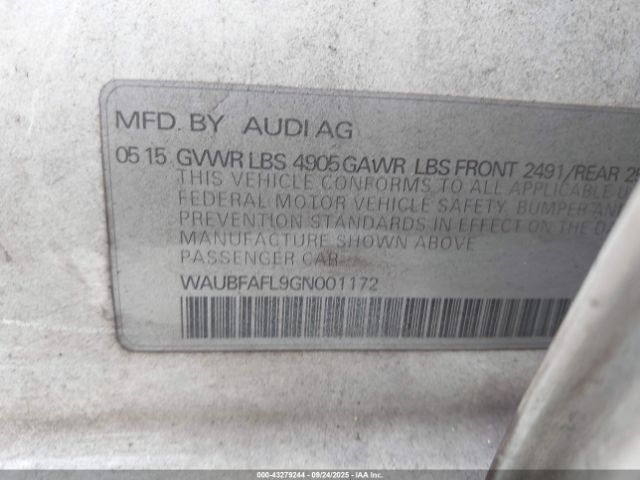 MFD. BY AUDI AG
05 15 GVWR LBS 4905 GAWR LBS FRONT 2491/REAR
THIS VEHICLE CONFORMS TO ALL APPLICABLE
FEDERAL MOTOR VEHICLE SAFETY, BUMPER AND
PREVENTION STANDARDS IN EFFECT ON THE
MANUFACTURE SHOWN ABOVE.
PASSENGER CAR
WAUBFAFL9GN001172
000-43279244 09/24/2025 IAA Auctions